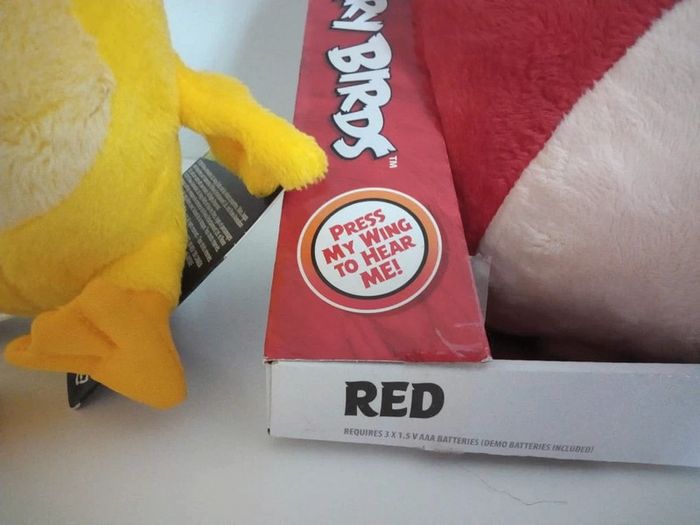 RY BIRDS TM
PRESS
MY WING
TO HEAR
ME!
RED
REQUIRES 3 X 1.5 V AAA BATTERIES (DEMO BATTERIES INCLUDED)